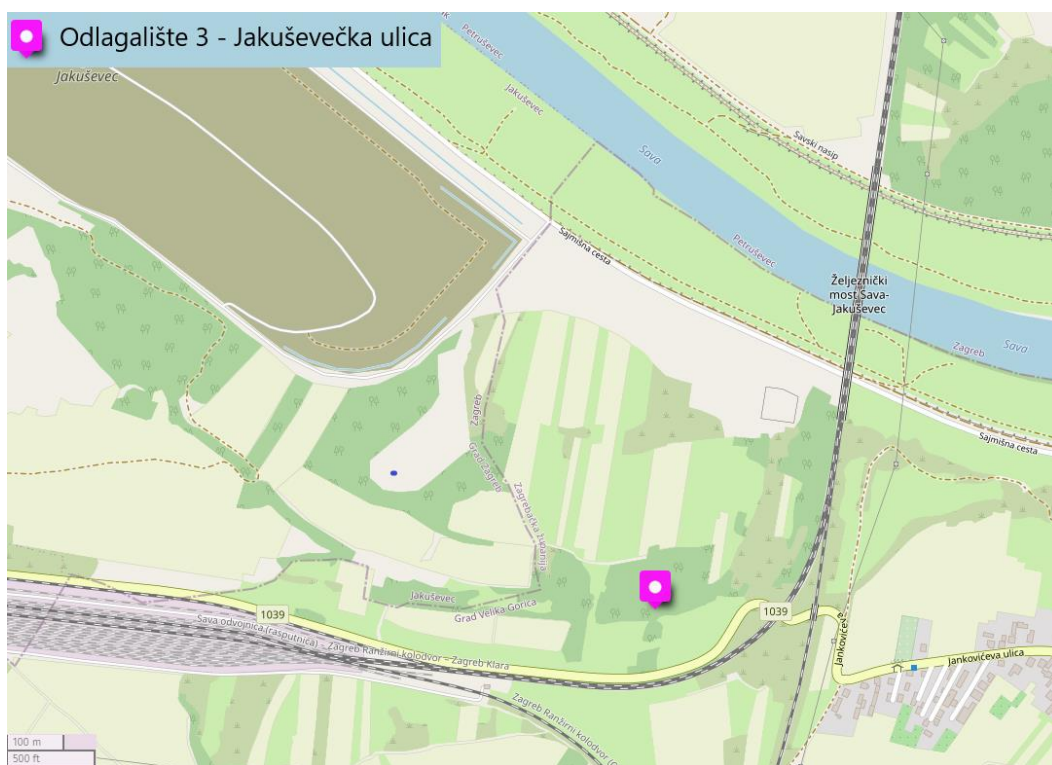 Odlagalište 3 - Jakuševečka ulica
Jakuševec
Petruševec
Jakuševec
Sava
Savski nasip
Sajmišna cesta
Petruševec
Željeznički
most Sava-
Jakuševec
Zagreb
Sava
Sajmišna cesta
Zagreb
Grad Zagreb
Zagrebačka županija
Jakuševec
Grad Velika Gorica
1039
1039
Sava odvojnica (rasputnica) - Zagreb Ranžirni kolodvor - Zagreb Klara
Jankovićeva
Jankovićeva ulica
Zagreb Ranžirni kolodvor
100 m
500 ft